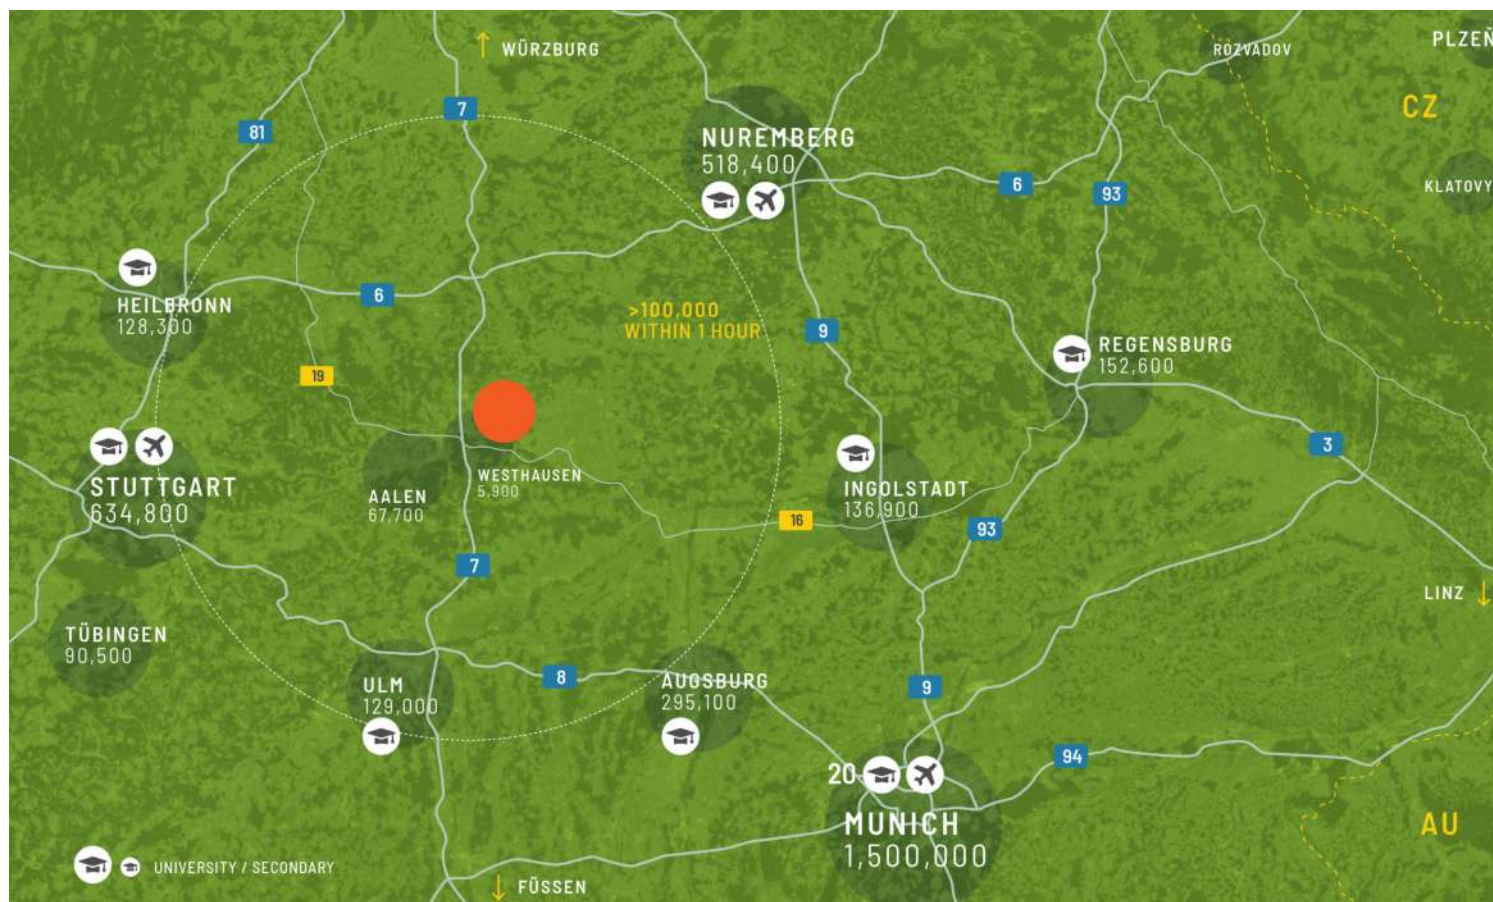 WÜRZBURG
ROZVADOV
PLZEŇ
CZ
7
81
NUREMBERG
518,400
6
93
KLATOVY
HEILBRONN
128,300
6
>100,000
WITHIN 1 HOUR
9
REGENSBURG
152,600
19
3
STUTTGART
634,800
WESTHAUSEN
5.900
AALEN
67,700
INGOLSTADT
136,900
16
93
7
LINZ
TÜBINGEN
90,500
8
ULM
129,000
AUGSBURG
295,100
9
94
20
MUNICH
1,500,000
AU
UNIVERSITY / SECONDARY
FÜSSEN